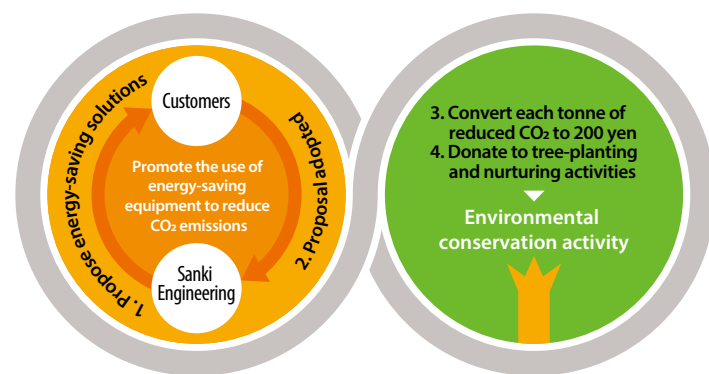 1. Propose energy-saving solutions
Customers
Promote the use of
energy-saving
equipment to reduce
CO₂ emissions
Sanki
Engineering
2. Proposal adopted
3. Convert each tonne of
reduced CO₂ to 200 yen
4. Donate to tree-planting
and nurturing activities
Environmental
conservation activity